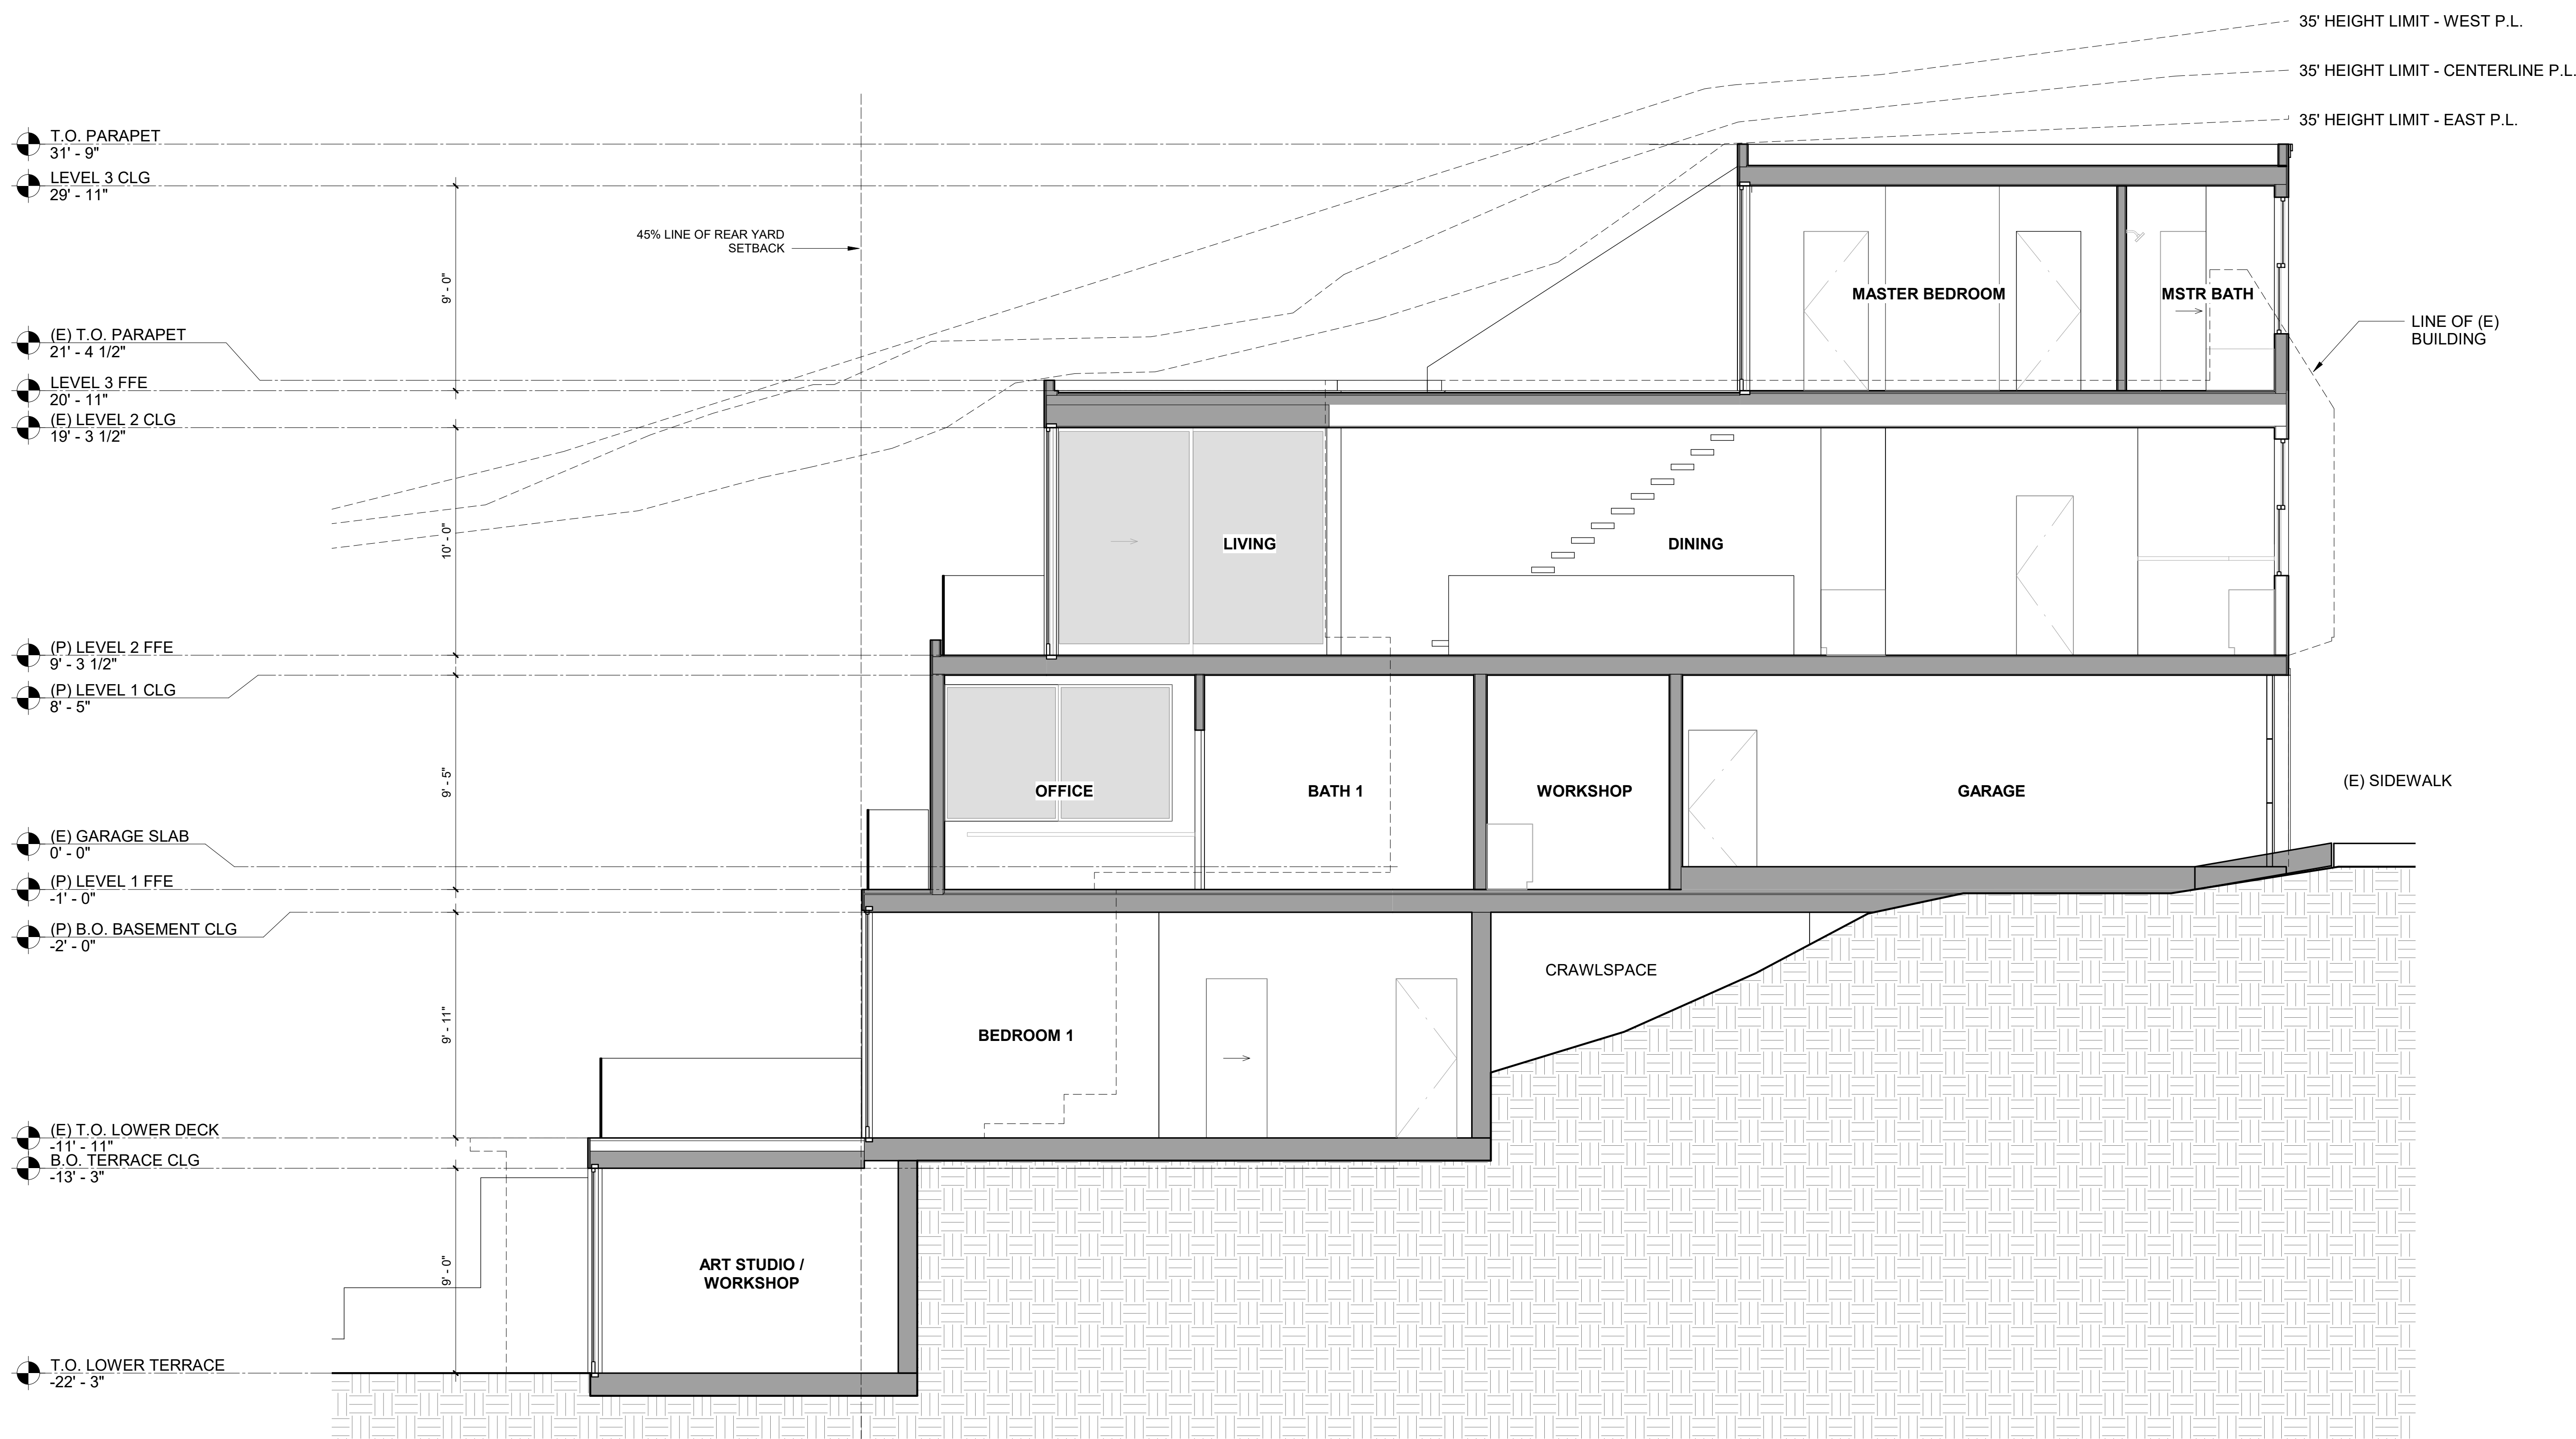 35' HEIGHT LIMIT - WEST P.L.
35' HEIGHT LIMIT - CENTERLINE P.L.
35' HEIGHT LIMIT - EAST P.L.
T.O. PARAPET
31' - 9"
LEVEL 3 CLG
29' - 11"
45% LINE OF REAR YARD
SETBACK
9' - 0"
MASTER BEDROOM
MSTR BATH
LINE OF (E)
BUILDING
(E) T.O. PARAPET
21' - 4 1/2"
LEVEL 3 FFE
20' - 11"
(E) LEVEL 2 CLG
19' - 3 1/2"
10' - 0"
LIVING
DINING
(P) LEVEL 2 FFE
9' - 3 1/2"
(P) LEVEL 1 CLG
8' - 5"
9' - 5"
OFFICE
BATH 1
WORKSHOP
GARAGE
(E) SIDEWALK
(E) GARAGE SLAB
0' - 0"
(P) LEVEL 1 FFE
-1' - 0"
(P) B.O. BASEMENT CLG
-2' - 0"
CRAWLSPACE
9' - 11"
BEDROOM 1
(E) T.O. LOWER DECK
-11' - 11"
B.O. TERRACE CLG
-13' - 3"
9' - 0"
ART STUDIO /
WORKSHOP
T.O. LOWER TERRACE
-22' - 3"